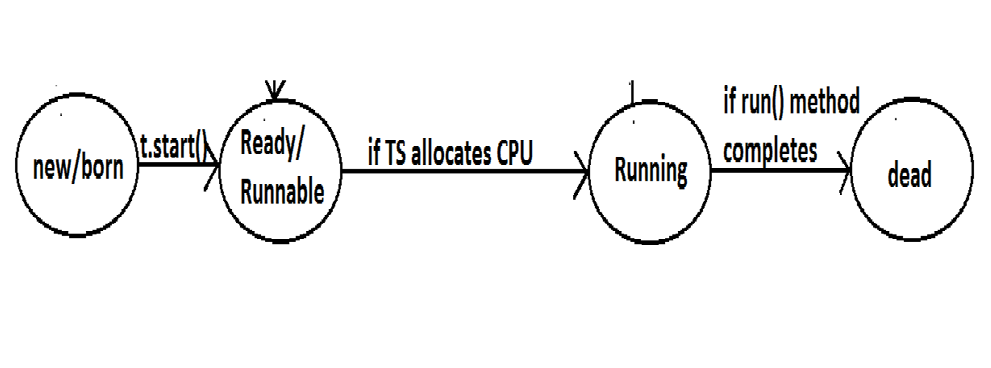 new/born
t.start()
Ready/
Runnable
if TS allocates CPU
Running
if run() method
completes
dead